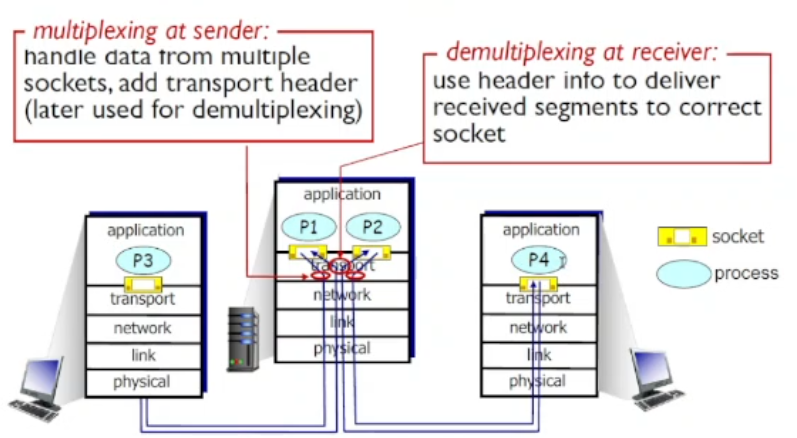 multiplexing at sender:
handle data from multiple
sockets, add transport header
(later used for demultiplexing)
demultiplexing at receiver:
use header info to deliver
received segments to correct
socket
application
P3
transport
network
link
physical
application
P1
P2
transport
network
link
physical
application
P4
transport
network
link
physical
socket
process